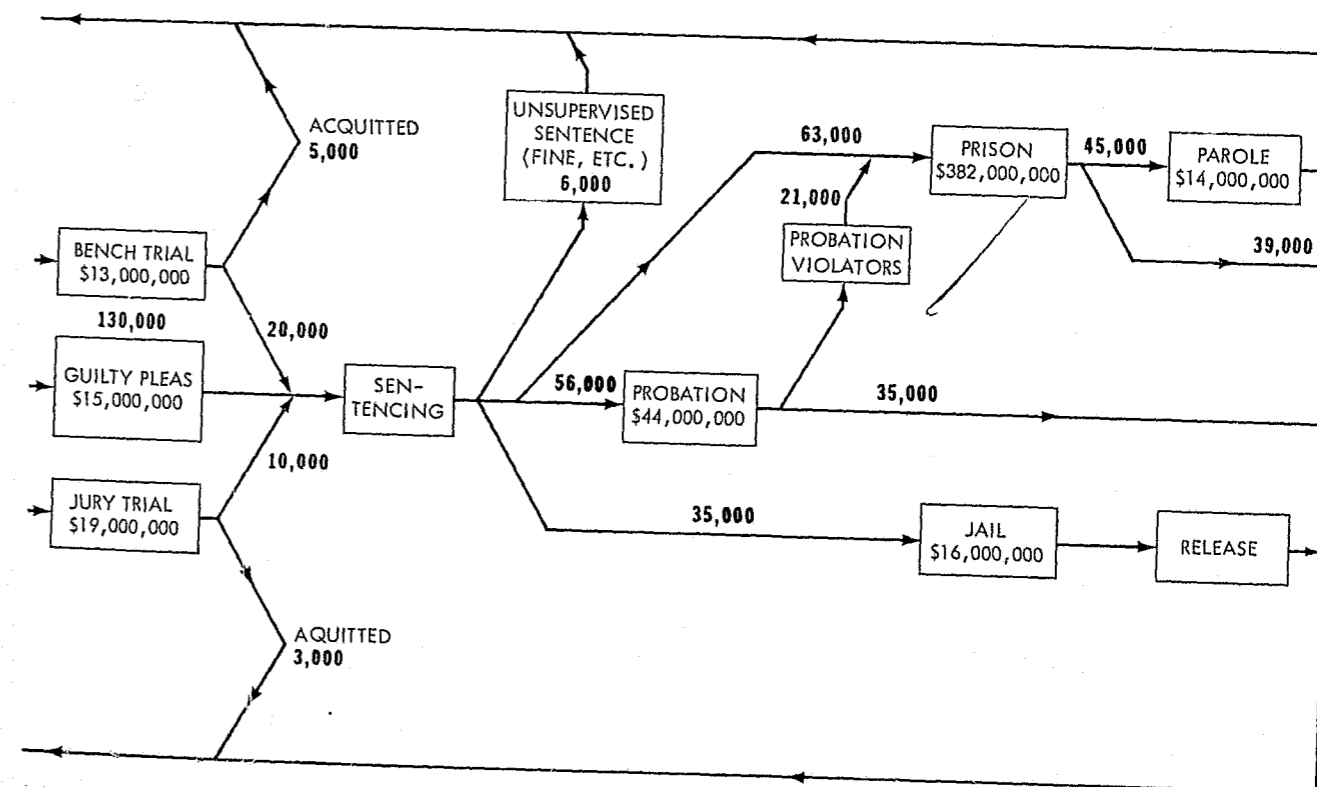 ACQUITTED
5,000
UNSUPERVISED
SENTENCE
(FINE, ETC.)
6,000
63,000
PRISON
$382,000,000
45,000
PAROLE
$14,000,000
21,000
PROBATION
VIOLATORS
39,000
BENCH TRIAL
$13,000,000
130,000
20,000
GUILTY PLEAS
$15,000,000
SEN-
TENCING
56,000
PROBATION
$44,000,000
35,000
10,000
JURY TRIAL
$19,000,000
35,000
JAIL
$16,000,000
RELEASE
AQUITTED
3,000